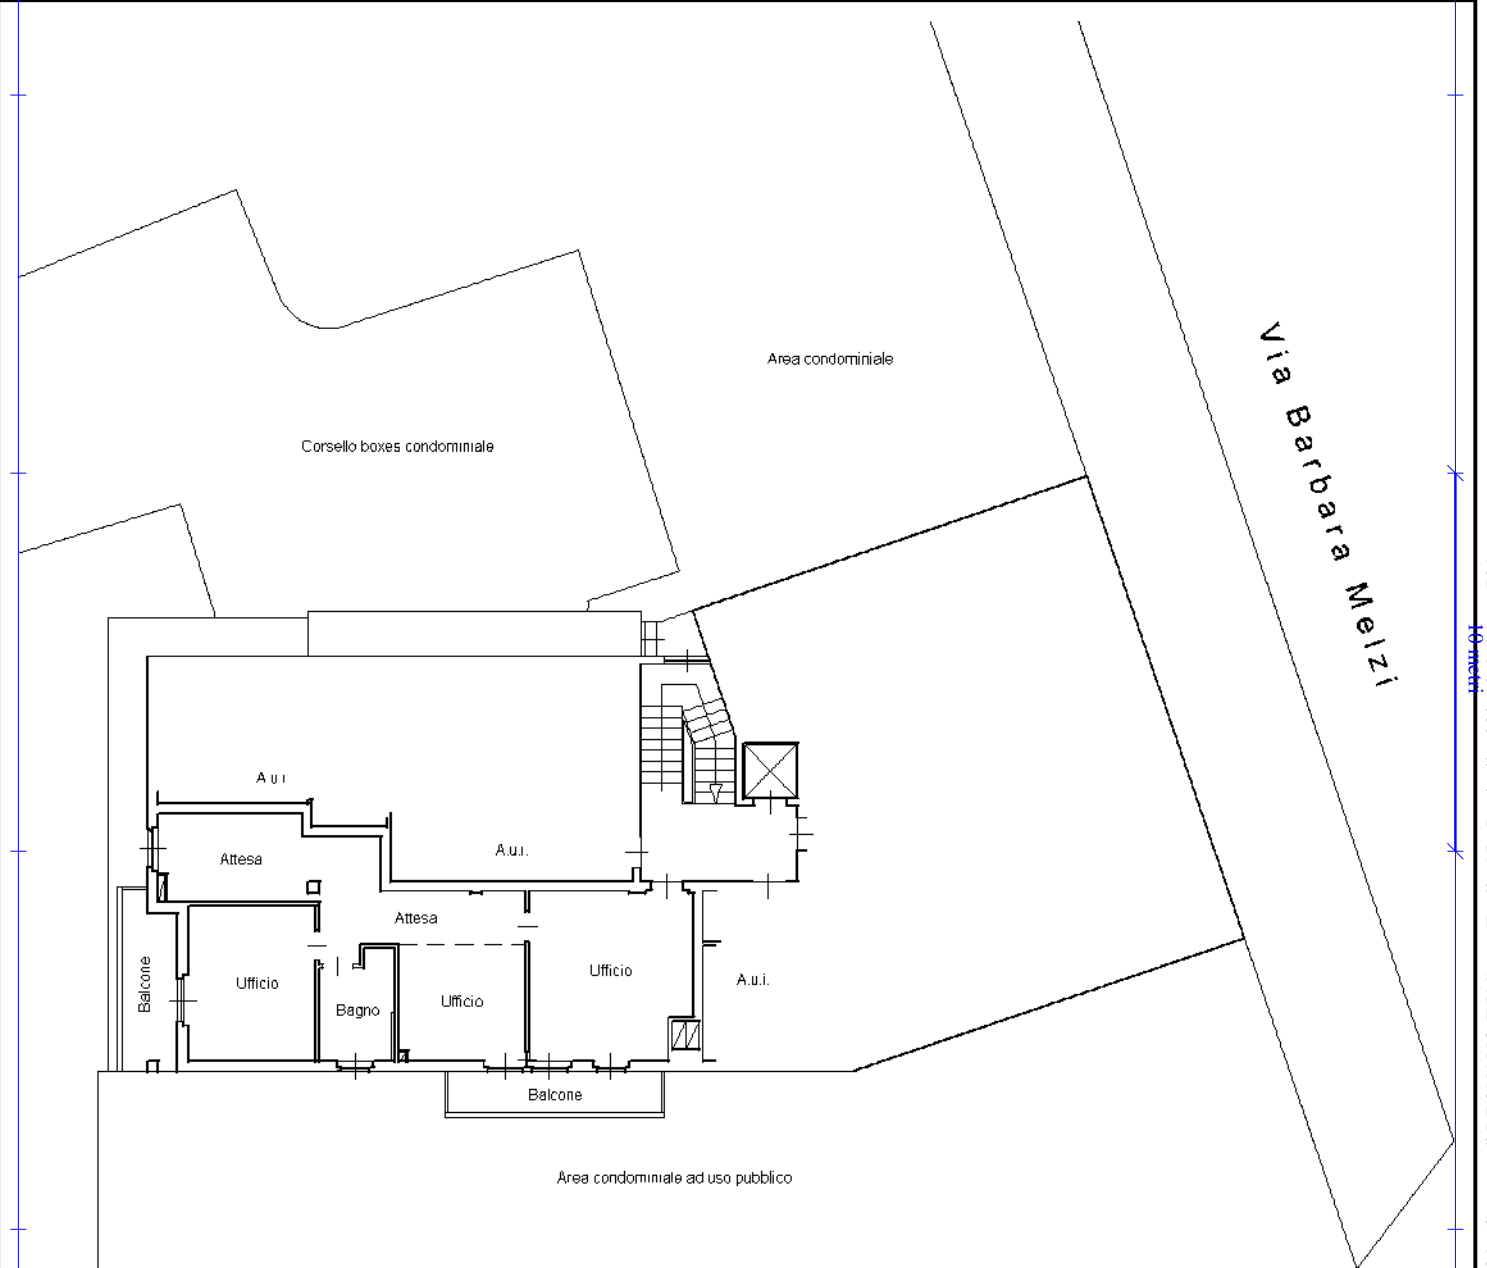 Area condominiale
Via Barbara Melzi
Corsello boxes condominiale
10 metri
A u i
A.u.i.
Attesa
Attesa
Ufficio
Balcone
Ufficio
A.u.i.
Ufficio
Bagno
Balcone
Area condominiale ad uso pubblico